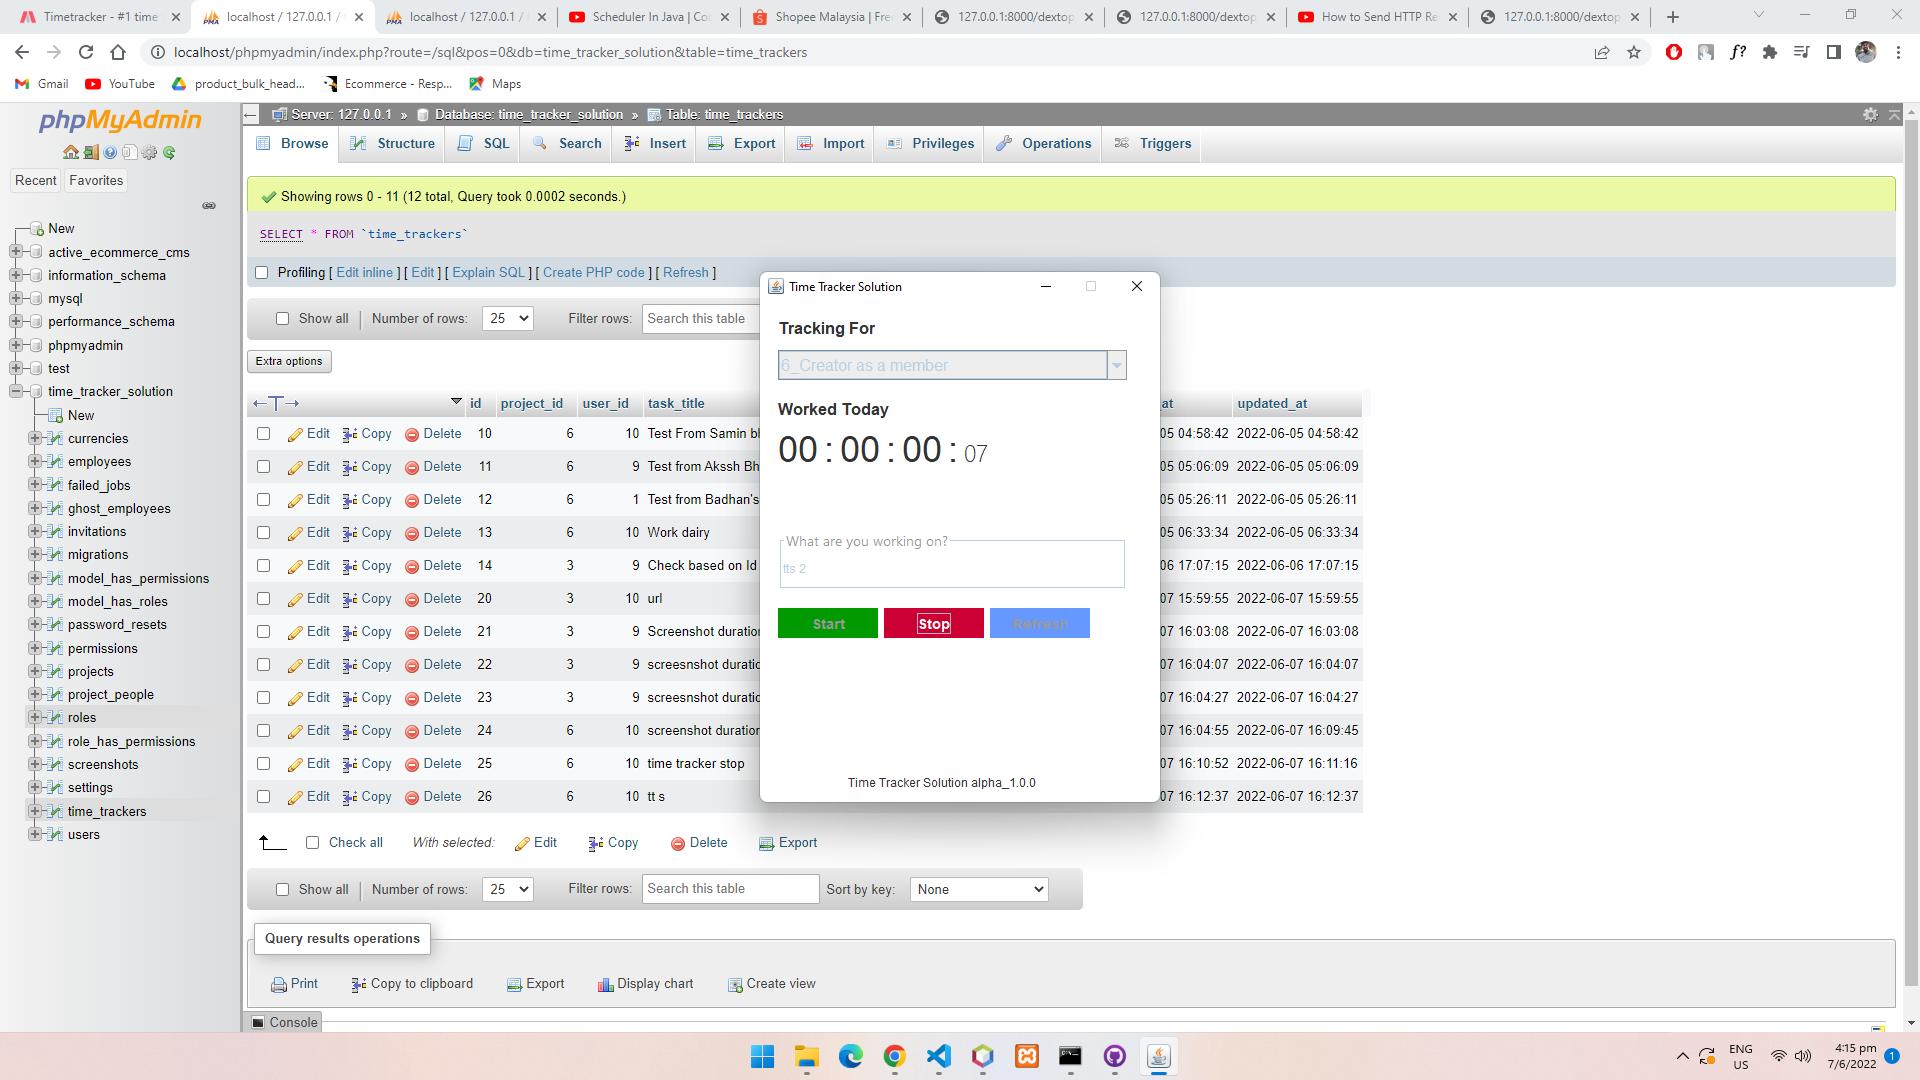 Timetracker - #1 time
localhost / 127.0.0.1 /
localhost / 127.0.0.1 /
Scheduler In Java | Co
Shopee Malaysia | Fre
127.0.0.1:8000/dextop
127.0.0.1:8000/dextop
How to Send HTTP Re
127.0.0.1:8000/dextop
localhost/phpmyadmin/index.php?route=/sql&pos=0&db=time_tracker_solution&table=time_trackers
f?
Gmail
YouTube
product_bulk_head...
Ecommerce - Resp...
Maps
phpMyAdmin
Recent
Favorites
New
active_ecommerce_cms
information_schema
mysql
performance_schema
phpmyadmin
test
time_tracker_solution
New
currencies
employees
failed_jobs
ghost_employees
invitations
migrations
model_has_permissions
model_has_roles
password_resets
permissions
projects
project_people
roles
role_has_permissions
screenshots
settings
time_trackers
users
Server: 127.0.0.1 » Database: time_tracker_solution » Table: time_trackers
Browse Structure SQL Search Insert Export Import Privileges Operations Triggers
Showing rows 0 - 11 (12 total, Query took 0.0002 seconds.)
SELECT * FROM `time_trackers`
Profiling [ Edit inline ] [ Edit ] [ Explain SQL ] [ Create PHP code ] [ Refresh ]
Show all Number of rows: 25 Filter rows: Search this table
Extra options
←T→ id project_id user_id task_title at updated_at
Edit Copy Delete 10 6 10 Test From Samin b 05 04:58:42 2022-06-05 04:58:42
Edit Copy Delete 11 6 9 Test from Akssh Bh 05 05:06:09 2022-06-05 05:06:09
Edit Copy Delete 12 6 1 Test from Badhan's 05 05:26:11 2022-06-05 05:26:11
Edit Copy Delete 13 6 10 Work dairy 05 06:33:34 2022-06-05 06:33:34
Edit Copy Delete 14 3 9 Check based on Id 06 17:07:15 2022-06-06 17:07:15
Edit Copy Delete 20 3 10 url 07 15:59:55 2022-06-07 15:59:55
Edit Copy Delete 21 3 9 Screenshot duratio 07 16:03:08 2022-06-07 16:03:08
Edit Copy Delete 22 3 9 screesnshot duratio 07 16:04:07 2022-06-07 16:04:07
Edit Copy Delete 23 3 9 screesnshot duratio 07 16:04:27 2022-06-07 16:04:27
Edit Copy Delete 24 6 10 screenshot duration 07 16:04:55 2022-06-07 16:09:45
Edit Copy Delete 25 6 10 time tracker stop 07 16:10:52 2022-06-07 16:11:16
Edit Copy Delete 26 6 10 tt s 07 16:12:37 2022-06-07 16:12:37
Check all With selected: Edit Copy Delete Export
Show all Number of rows: 25 Filter rows: Search this table Sort by key: None
Query results operations
Print Copy to clipboard Export Display chart Create view
Console
Time Tracker Solution
Tracking For
6_Creator as a member
Worked Today
00 : 00 : 00 : 07
What are you working on?
tts 2
Start Stop Refresh
Time Tracker Solution alpha_1.0.0
ENG
US
4:15 pm
7/6/2022
1